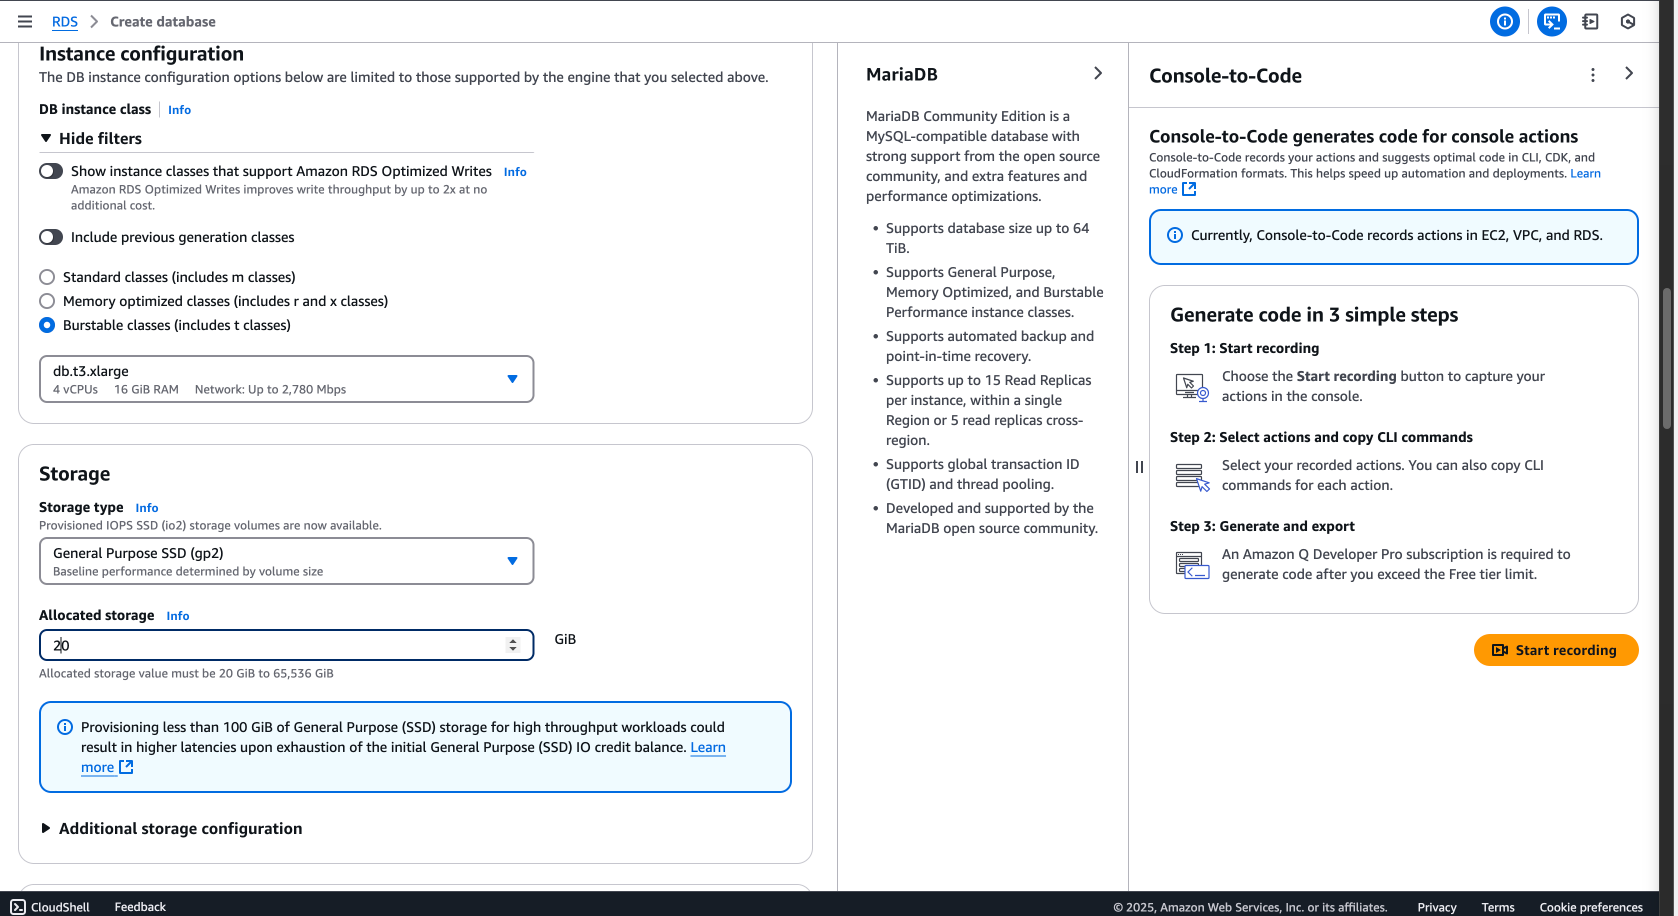 RDS > Create database
Instance configuration
The DB instance configuration options below are limited to those supported by the engine that you selected above.
DB instance class Info
Hide filters
Show instance classes that support Amazon RDS Optimized Writes Info
Amazon RDS Optimized Writes improves write throughput by up to 2x at no
additional cost.
Include previous generation classes
Standard classes (includes m classes)
Memory optimized classes (includes r and x classes)
Burstable classes (includes t classes)
db.t3.xlarge
4 vCPUs 16 GiB RAM Network: Up to 2,780 Mbps
Storage
Storage type Info
Provisioned IOPS SSD (io2) storage volumes are now available.
General Purpose SSD (gp2)
Baseline performance determined by volume size
Allocated storage Info
20 GiB
Allocated storage value must be 20 GiB to 65,536 GiB
Provisioning less than 100 GiB of General Purpose (SSD) storage for high throughput workloads could
result in higher latencies upon exhaustion of the initial General Purpose (SSD) IO credit balance. Learn
more
Additional storage configuration
MariaDB
MariaDB Community Edition is a
MySQL-compatible database with
strong support from the open source
community, and extra features and
performance optimizations.
• Supports database size up to 64
TiB.
• Supports General Purpose,
Memory Optimized, and Burstable
Performance instance classes.
• Supports automated backup and
point-in-time recovery.
• Supports up to 15 Read Replicas
per instance, within a single
Region or 5 read replicas cross-
region.
• Supports global transaction ID
(GTID) and thread pooling.
• Developed and supported by the
MariaDB open source community.
Console-to-Code
Console-to-Code generates code for console actions
Console-to-Code records your actions and suggests optimal code in CLI, CDK, and
CloudFormation formats. This helps speed up automation and deployments. Learn
more
Currently, Console-to-Code records actions in EC2, VPC, and RDS.
Generate code in 3 simple steps
Step 1: Start recording
Choose the Start recording button to capture your
actions in the console.
Step 2: Select actions and copy CLI commands
Select your recorded actions. You can also copy CLI
commands for each action.
Step 3: Generate and export
An Amazon Q Developer Pro subscription is required to
generate code after you exceed the Free tier limit.
Start recording
CloudShell Feedback © 2025, Amazon Web Services, Inc. or its affiliates. Privacy Terms Cookie preferences